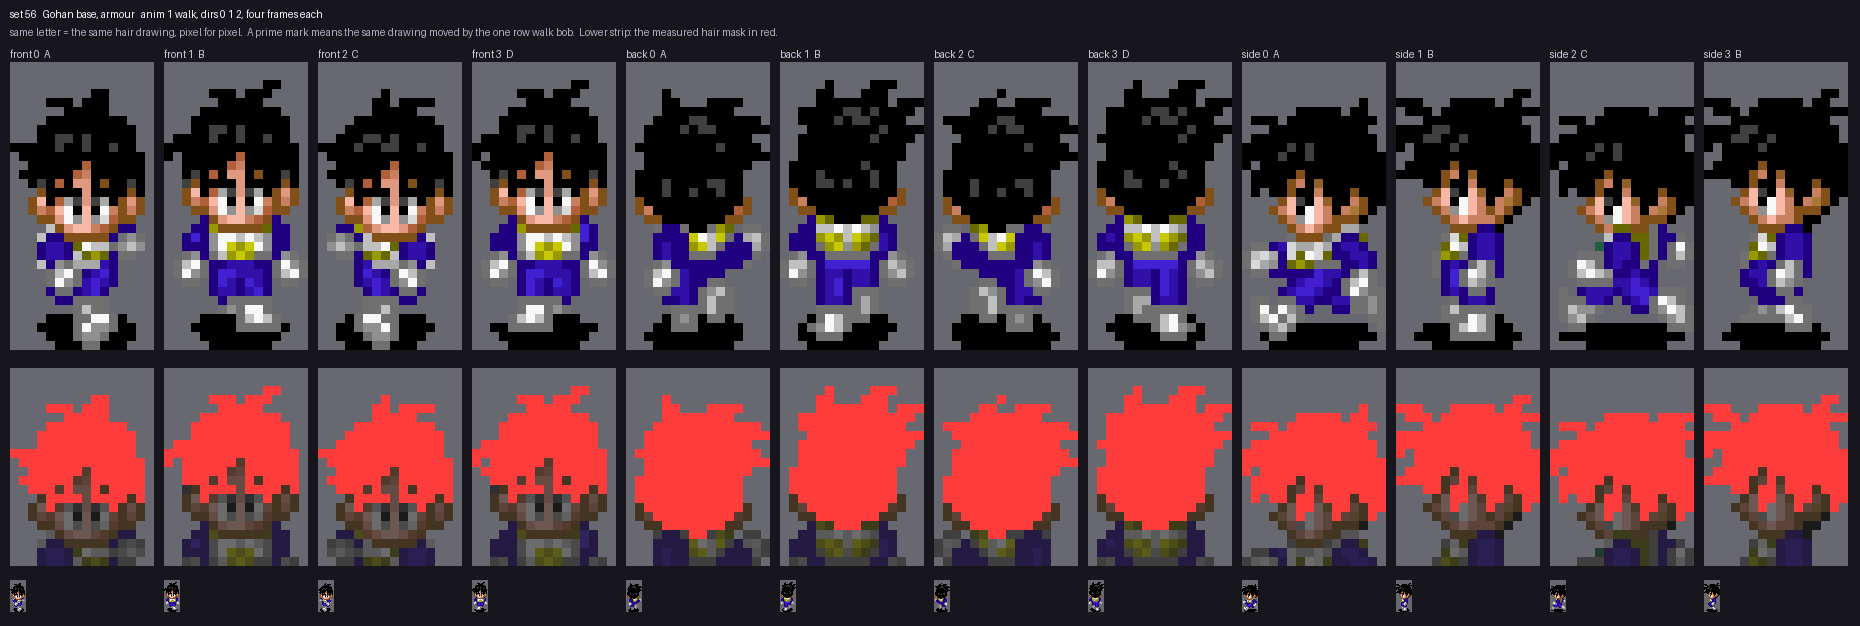 set 56 Gohan base, armour anim 1 walk, dirs 0 1 2, four frames each
same letter = the same hair drawing, pixel for pixel. A prime mark means the same drawing moved by the one row walk bob. Lower strip: the measured hair mask in red.
front 0 A front 1 B front 2 C front 3 D back 0 A back 1 B back 2 C back 3 D side 0 A side 1 B side 2 C side 3 B